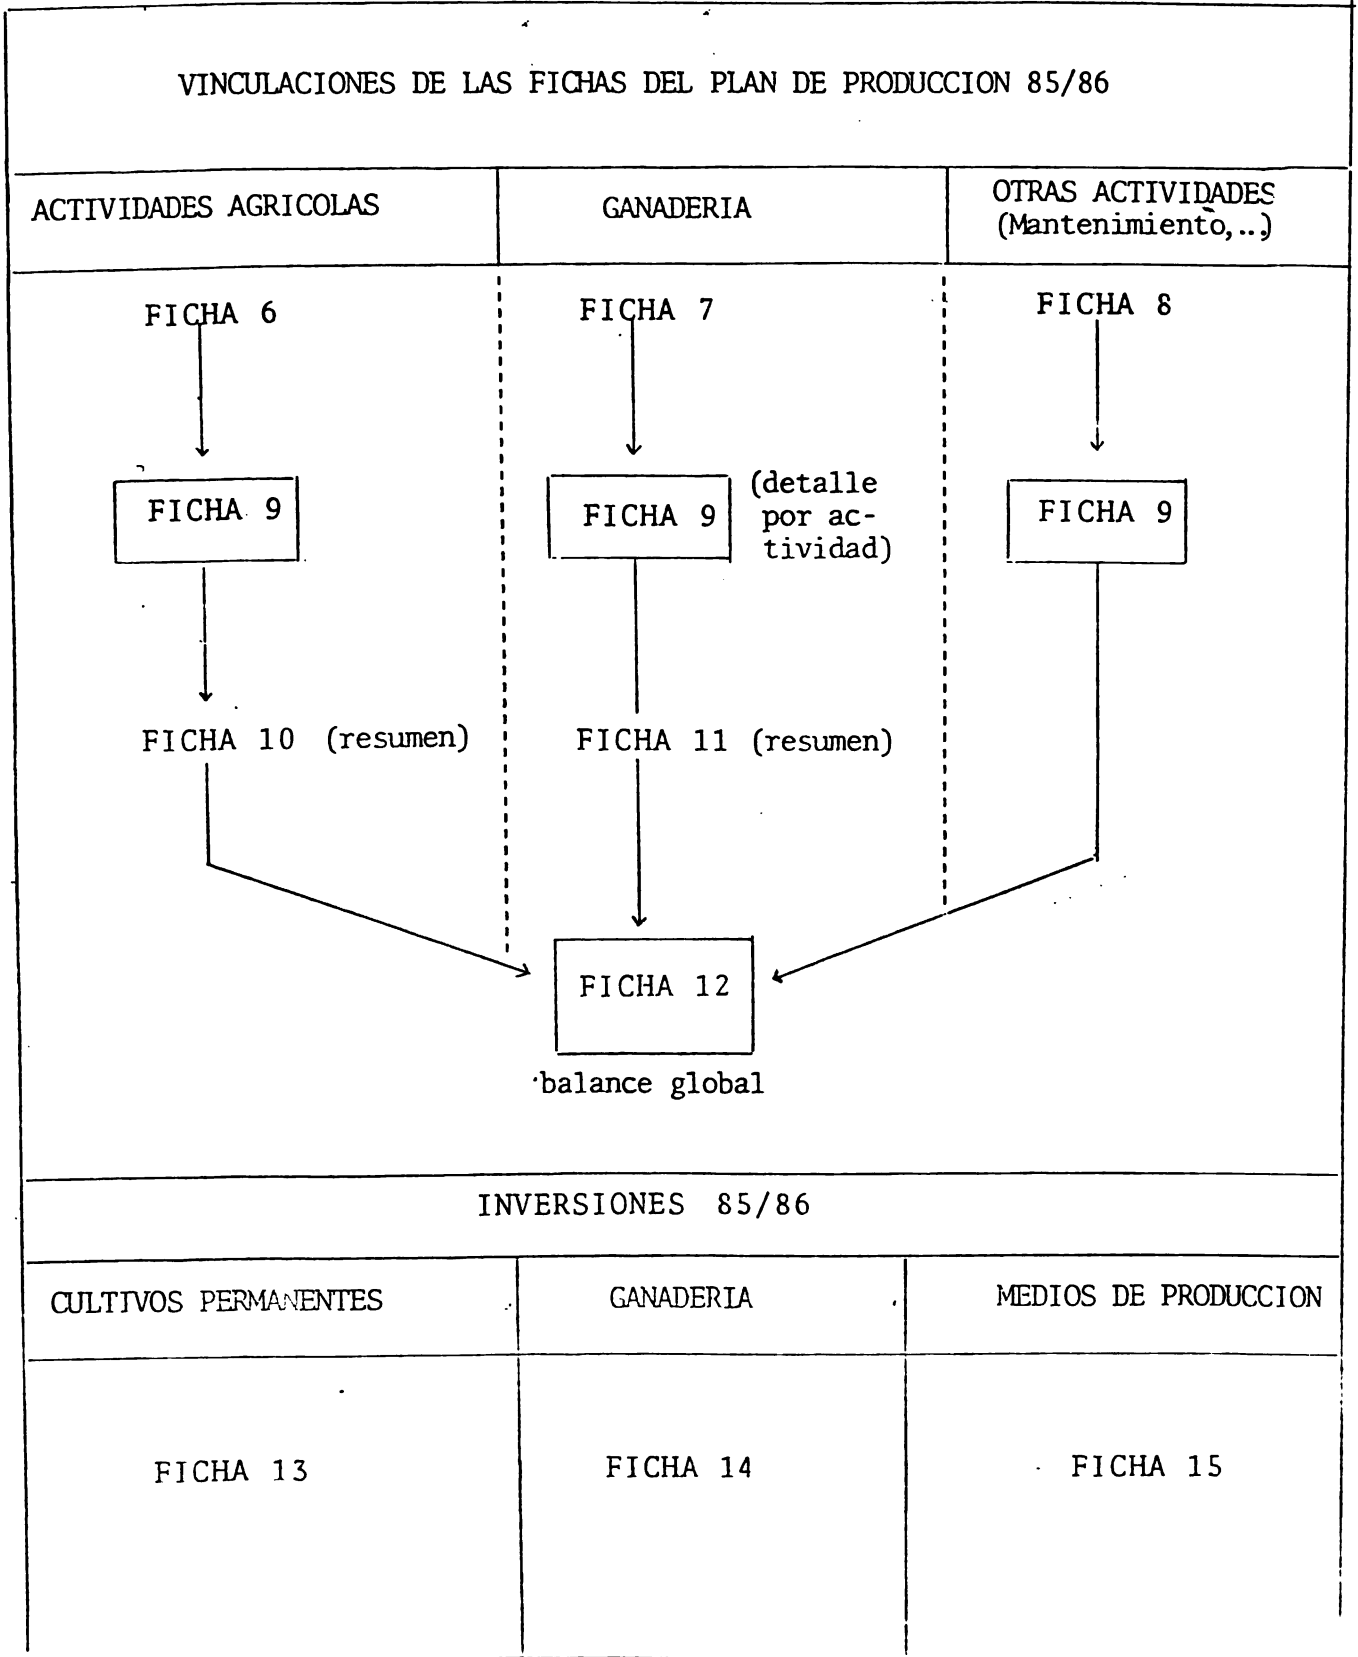 VINCULACIONES DE LAS FICHAS DEL PLAN DE PRODUCCION 85/86
ACTIVIDADES AGRICOLAS
GANADERIA
OTRAS ACTIVIDADES
(Mantenimiento,..)
FICHA 6
FICHA 7
FICHA 8
FICHA 9
FICHA 9
(detalle
por ac-
tividad)
FICHA 9
FICHA 10 (resumen)
FICHA 11 (resumen)
FICHA 12
balance global
INVERSIONES 85/86
CULTIVOS PERMANENTES
GANADERIA
MEDIOS DE PRODUCCION
FICHA 13
FICHA 14
FICHA 15